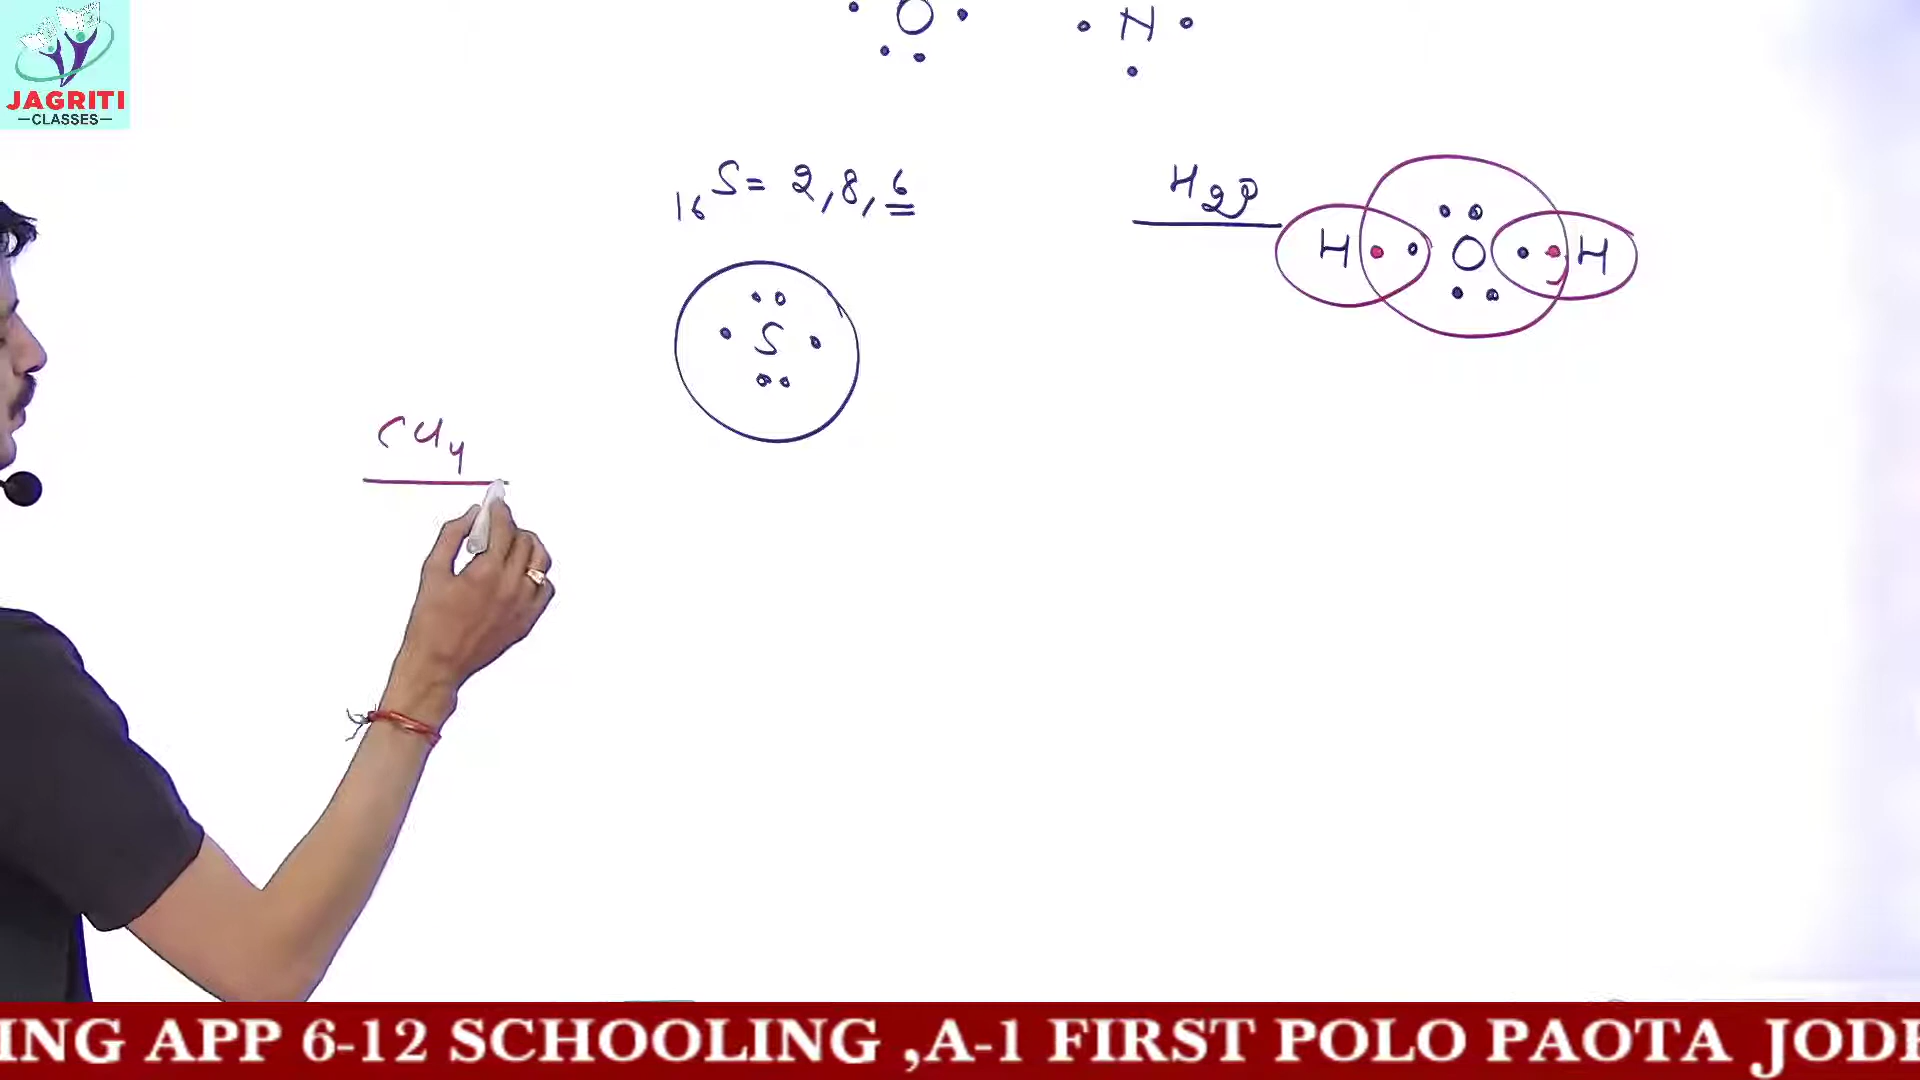 JAGRITI
CLASSES
O N
16S = 2, 8, 6
H2O
H O H
S
CH4
ING APP 6-12 SCHOOLING ,A-1 FIRST POLO PAOTA JODH